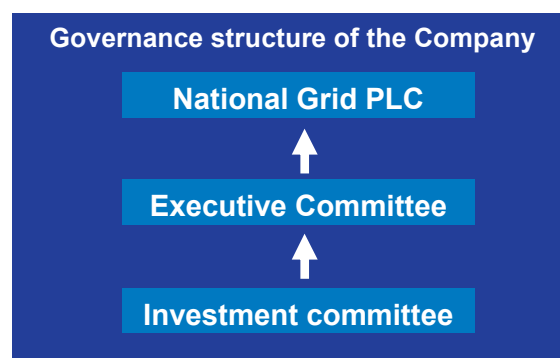 Governance structure of the Company
National Grid PLC
Executive Committee
Investment committee